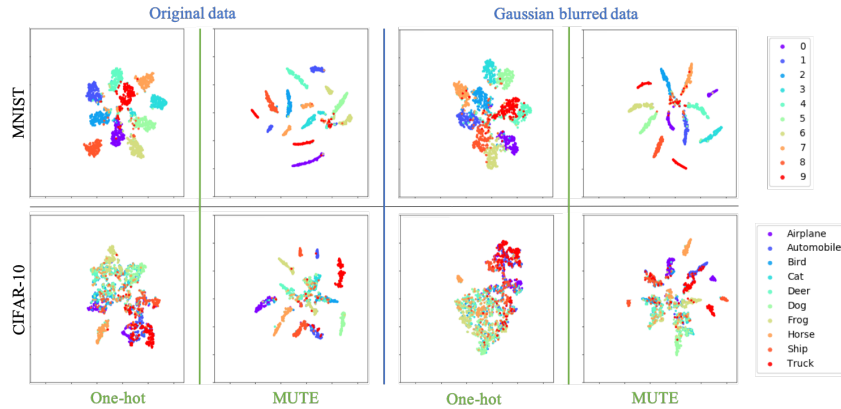 Original data
Gaussian blurred data
MNIST
0
1
2
3
4
5
6
7
8
9
CIFAR-10
Airplane
Automobile
Bird
Cat
Deer
Dog
Frog
Horse
Ship
Truck
One-hot
MUTE
One-hot
MUTE